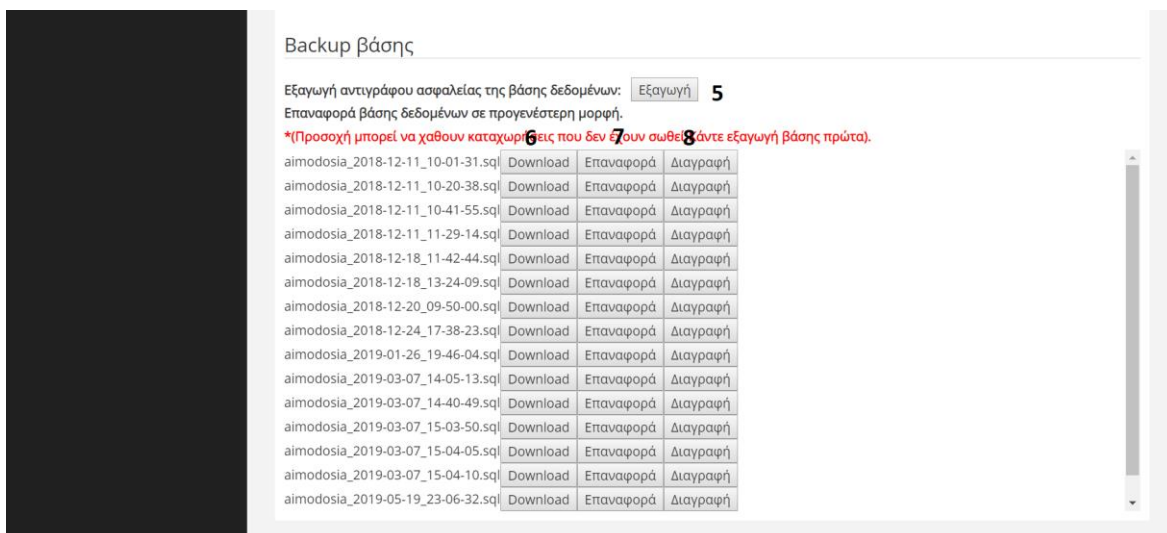 Backup βάσης
Εξαγωγή αντιγράφου ασφαλείας της βάσης δεδομένων: Εξαγωγή 5
Επαναφορά βάσης δεδομένων σε προγενέστερη μορφή.
*(Προσοχή μπορεί να χαθουν που δεν εξαγωγή βάσης πρώτα).
6 7 8
aimodosia_2018-12-11_10-01-31.sql Download Επαναφορά Διαγραφή
aimodosia_2018-12-11_10-20-38.sql Download Επαναφορά Διαγραφή
aimodosia_2018-12-11_10-41-55.sql Download Επαναφορά Διαγραφή
aimodosia_2018-12-11_11-29-14.sql Download Επαναφορά Διαγραφή
aimodosia_2018-12-18_11-42-44.sql Download Επαναφορά Διαγραφή
aimodosia_2018-12-18_13-24-09.sql Download Επαναφορά Διαγραφή
aimodosia_2018-12-20_09-50-00.sql Download Επαναφορά Διαγραφή
aimodosia_2018-12-24_17-38-23.sql Download Επαναφορά Διαγραφή
aimodosia_2019-01-26_19-46-04.sql Download Επαναφορά Διαγραφή
aimodosia_2019-03-07_14-05-13.sql Download Επαναφορά Διαγραφή
aimodosia_2019-03-07_14-40-49.sql Download Επαναφορά Διαγραφή
aimodosia_2019-03-07_15-03-50.sql Download Επαναφορά Διαγραφή
aimodosia_2019-03-07_15-04-05.sql Download Επαναφορά Διαγραφή
aimodosia_2019-03-07_15-04-10.sql Download Επαναφορά Διαγραφή
aimodosia_2019-05-19_23-06-32.sql Download Επαναφορά Διαγραφή